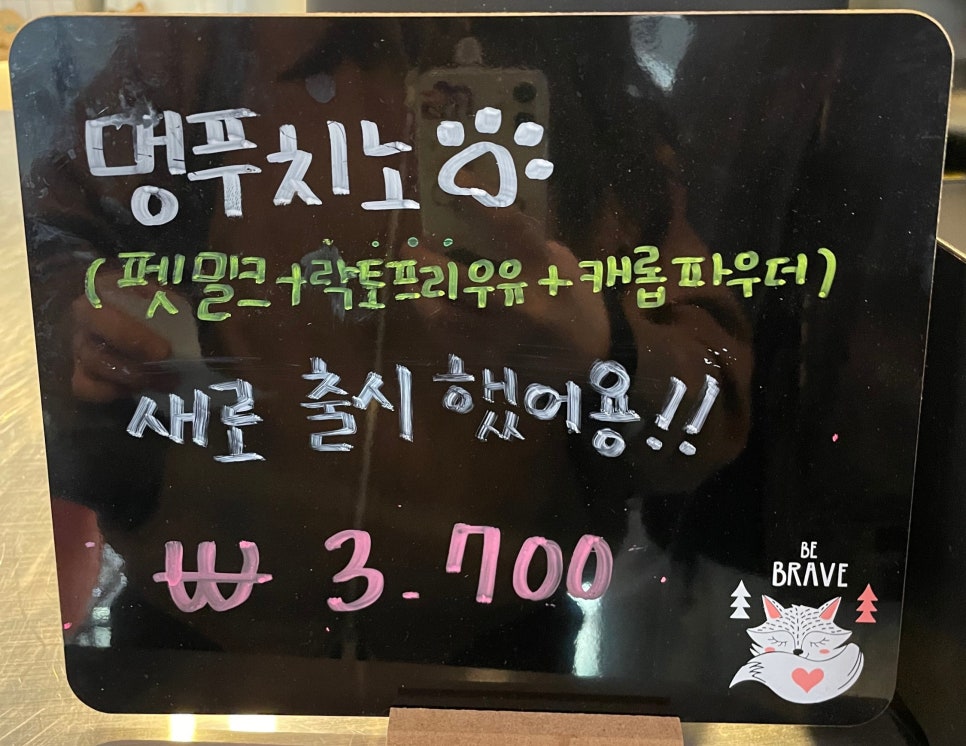 멍푸치노
(펫밀크+락토프리우유+캐롭파우더)
새로 출시 했어용!!
₩ 3.700
BE
BRAVE